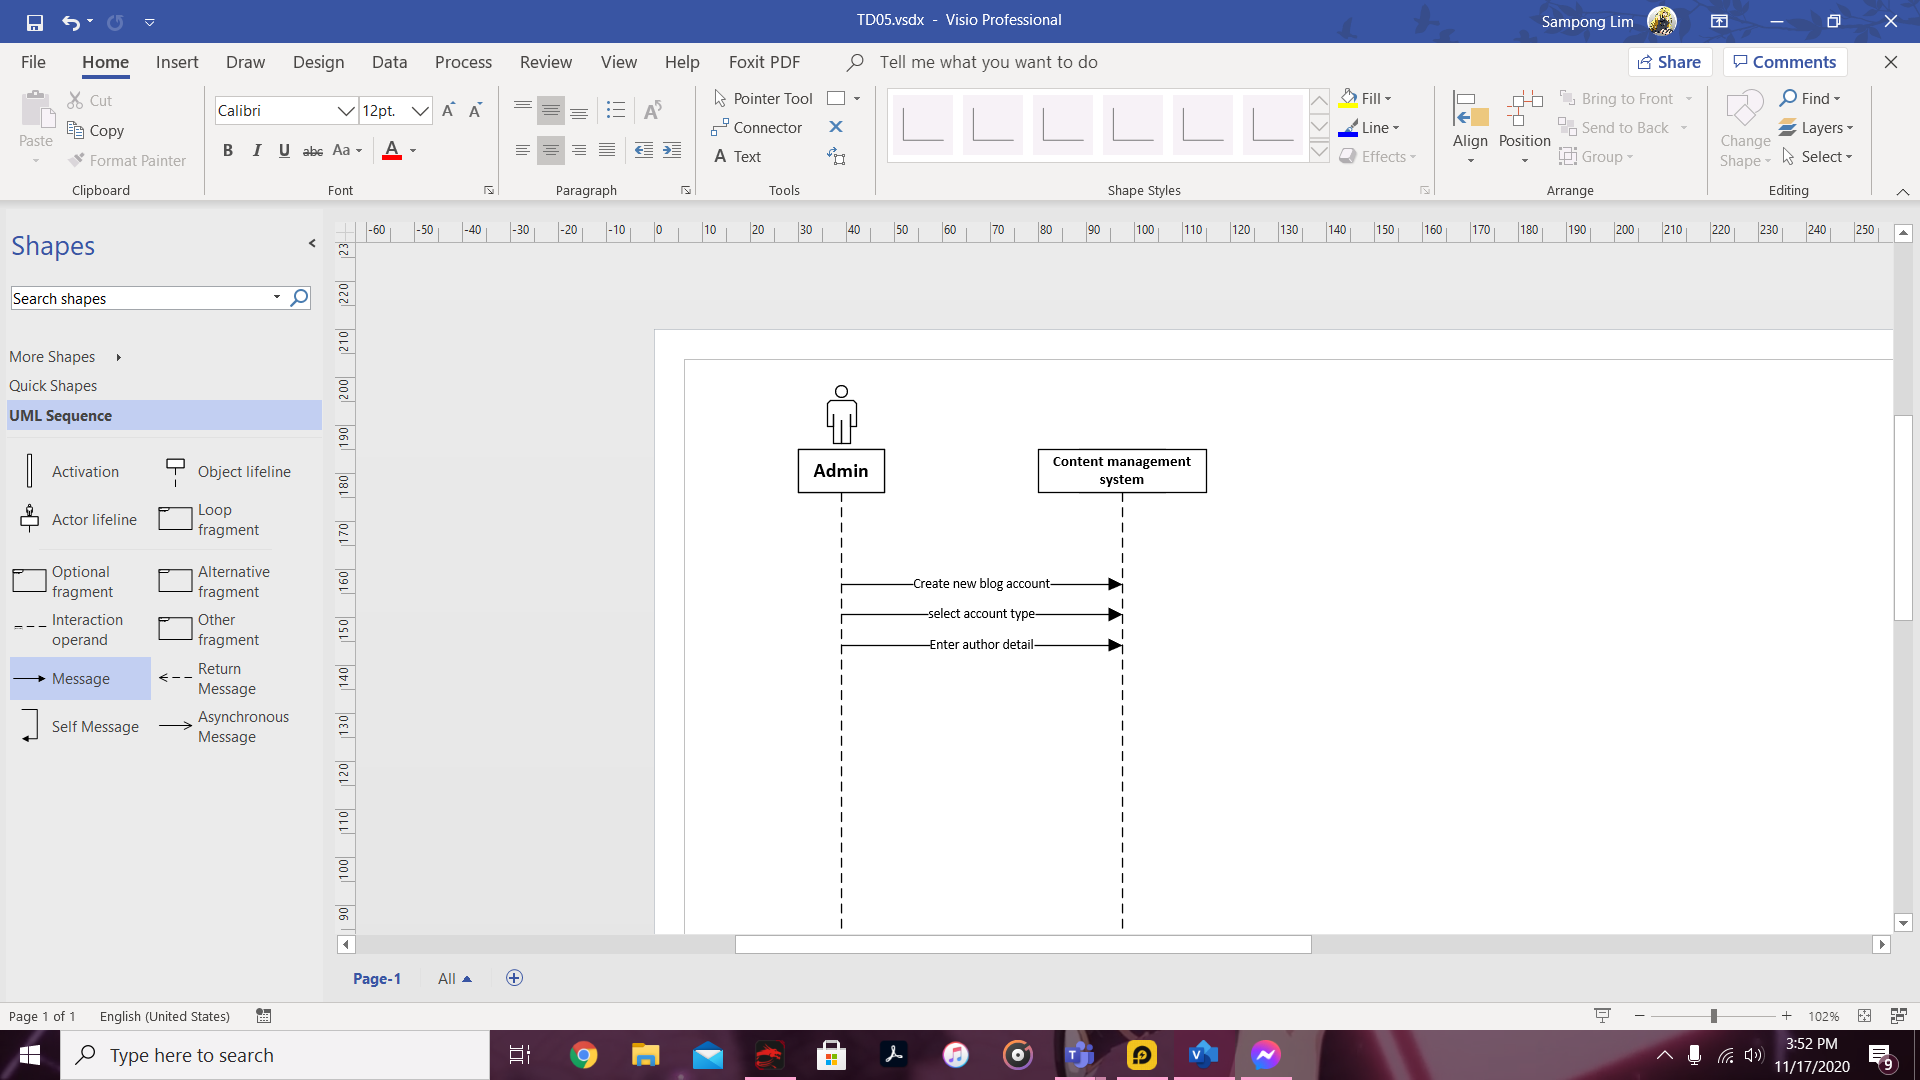 TD05.vsdx - Visio Professional
Sampong Lim
File Home Insert Draw Design Data Process Review View Help Foxit PDF Tell me what you want to do Share Comments
Paste
Cut
Copy
Format Painter
Clipboard
Calibri 12pt. A A
B I U abc Aa A
Font
A
Paragraph
Pointer Tool
Connector
A Text
Tools
Shape Styles
Fill
Line
Effects
Align
Position
Bring to Front
Send to Back
Group
Arrange
Change
Shape
Find
Layers
Select
Editing
Shapes
Search shapes
More Shapes
Quick Shapes
UML Sequence
Activation
Object lifeline
Actor lifeline
Loop
fragment
Optional
fragment
Alternative
fragment
Interaction
operand
Other
fragment
Message
Return
Message
Self Message
Asynchronous
Message
-60 -50 -40 -30 -20 -10 0 10 20 30 40 50 60 70 80 90 100 110 120 130 140 150 160 170 180 190 200 210 220 230 240 250
23
220
210
200
190
180
170
160
150
140
130
120
110
100
90
Admin
Content management
system
Create new blog account
select account type
Enter author detail
Page-1 All
Page 1 of 1 English (United States) 102%
Type here to search
3:52 PM
11/17/2020
9